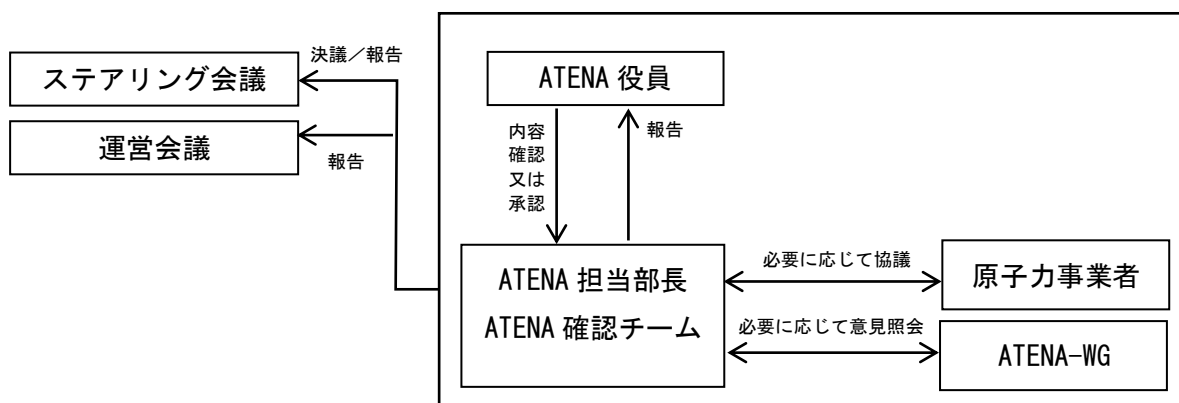 決議／報告
ステアリング会議
運営会議
報告
ATENA 役員
内容
確認
又は
承認
報告
ATENA 担当部長
ATENA 確認チーム
必要に応じて協議
原子力事業者
必要に応じて意見照会
ATENA-WG